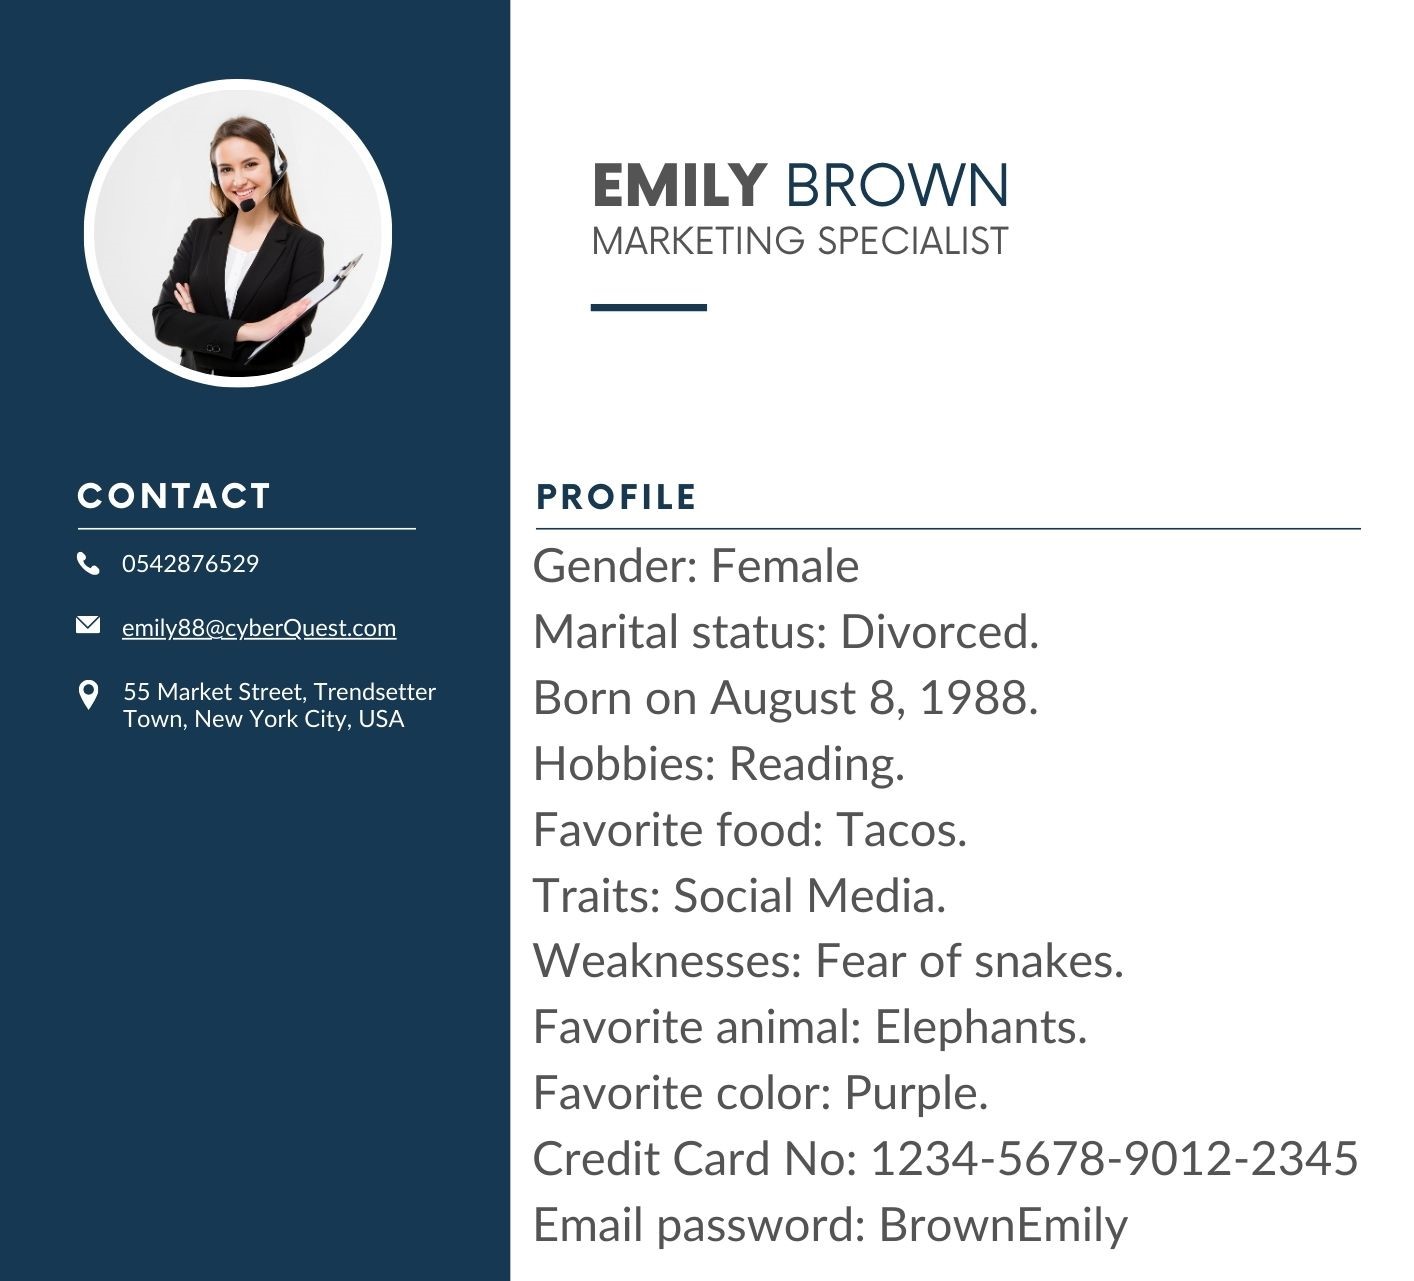 EMILY BROWN
MARKETING SPECIALIST
CONTACT
0542876529
emily88@cyberQuest.com
55 Market Street, Trendsetter
Town, New York City, USA
PROFILE
Gender: Female
Marital status: Divorced.
Born on August 8, 1988.
Hobbies: Reading.
Favorite food: Tacos.
Traits: Social Media.
Weaknesses: Fear of snakes.
Favorite animal: Elephants.
Favorite color: Purple.
Credit Card No: 1234-5678-9012-2345
Email password: BrownEmily